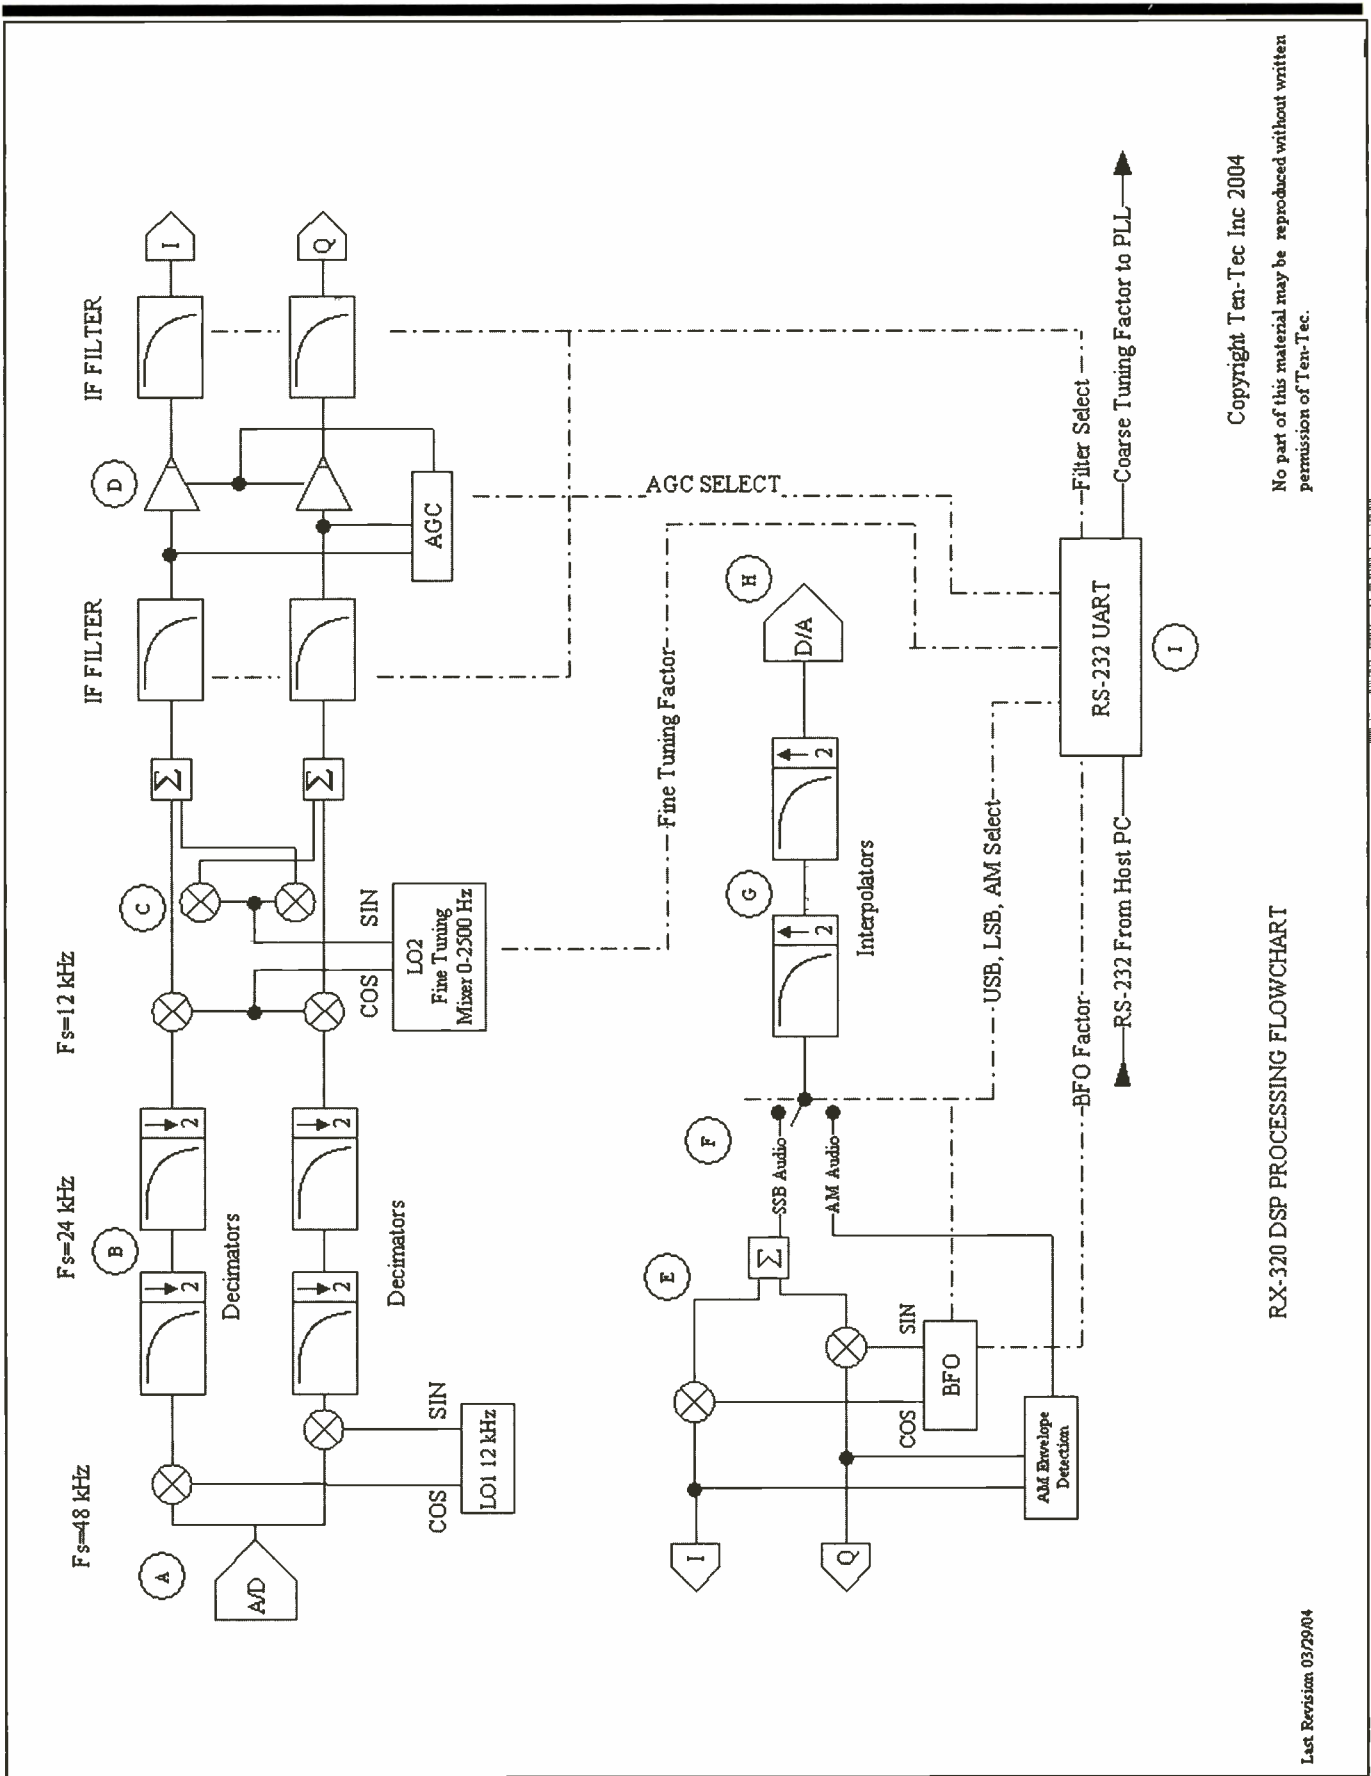 Fs=48 kHz
Fs=24 kHz
Fs=12 kHz
IF FILTER
IF FILTER
A
B
C
D
A/D
2
2
I
Σ
Decimators
2
2
Q
Σ
Decimators
COS
SIN
LO1 12 kHz
COS
SIN
LO2
Fine Tuning
Mixer 0-2500 Hz
AGC
AGC SELECT
Fine Tuning Factor
E
F
G
H
I
Q
Σ
SSB Audio
AM Audio
2
2
D/A
Interpolators
COS
SIN
BFO
AM Envelope
Detection
USB, LSB, AM Select
BFO Factor
Filter Select
RS-232 From Host PC
RS-232 UART
Coarse Tuning Factor to PLL
I
RX-320 DSP PROCESSING FLOWCHART
Copyright Ten-Tec Inc 2004
No part of this material may be reproduced without written
permission of Ten-Tec.
Last Revision 03/29/04